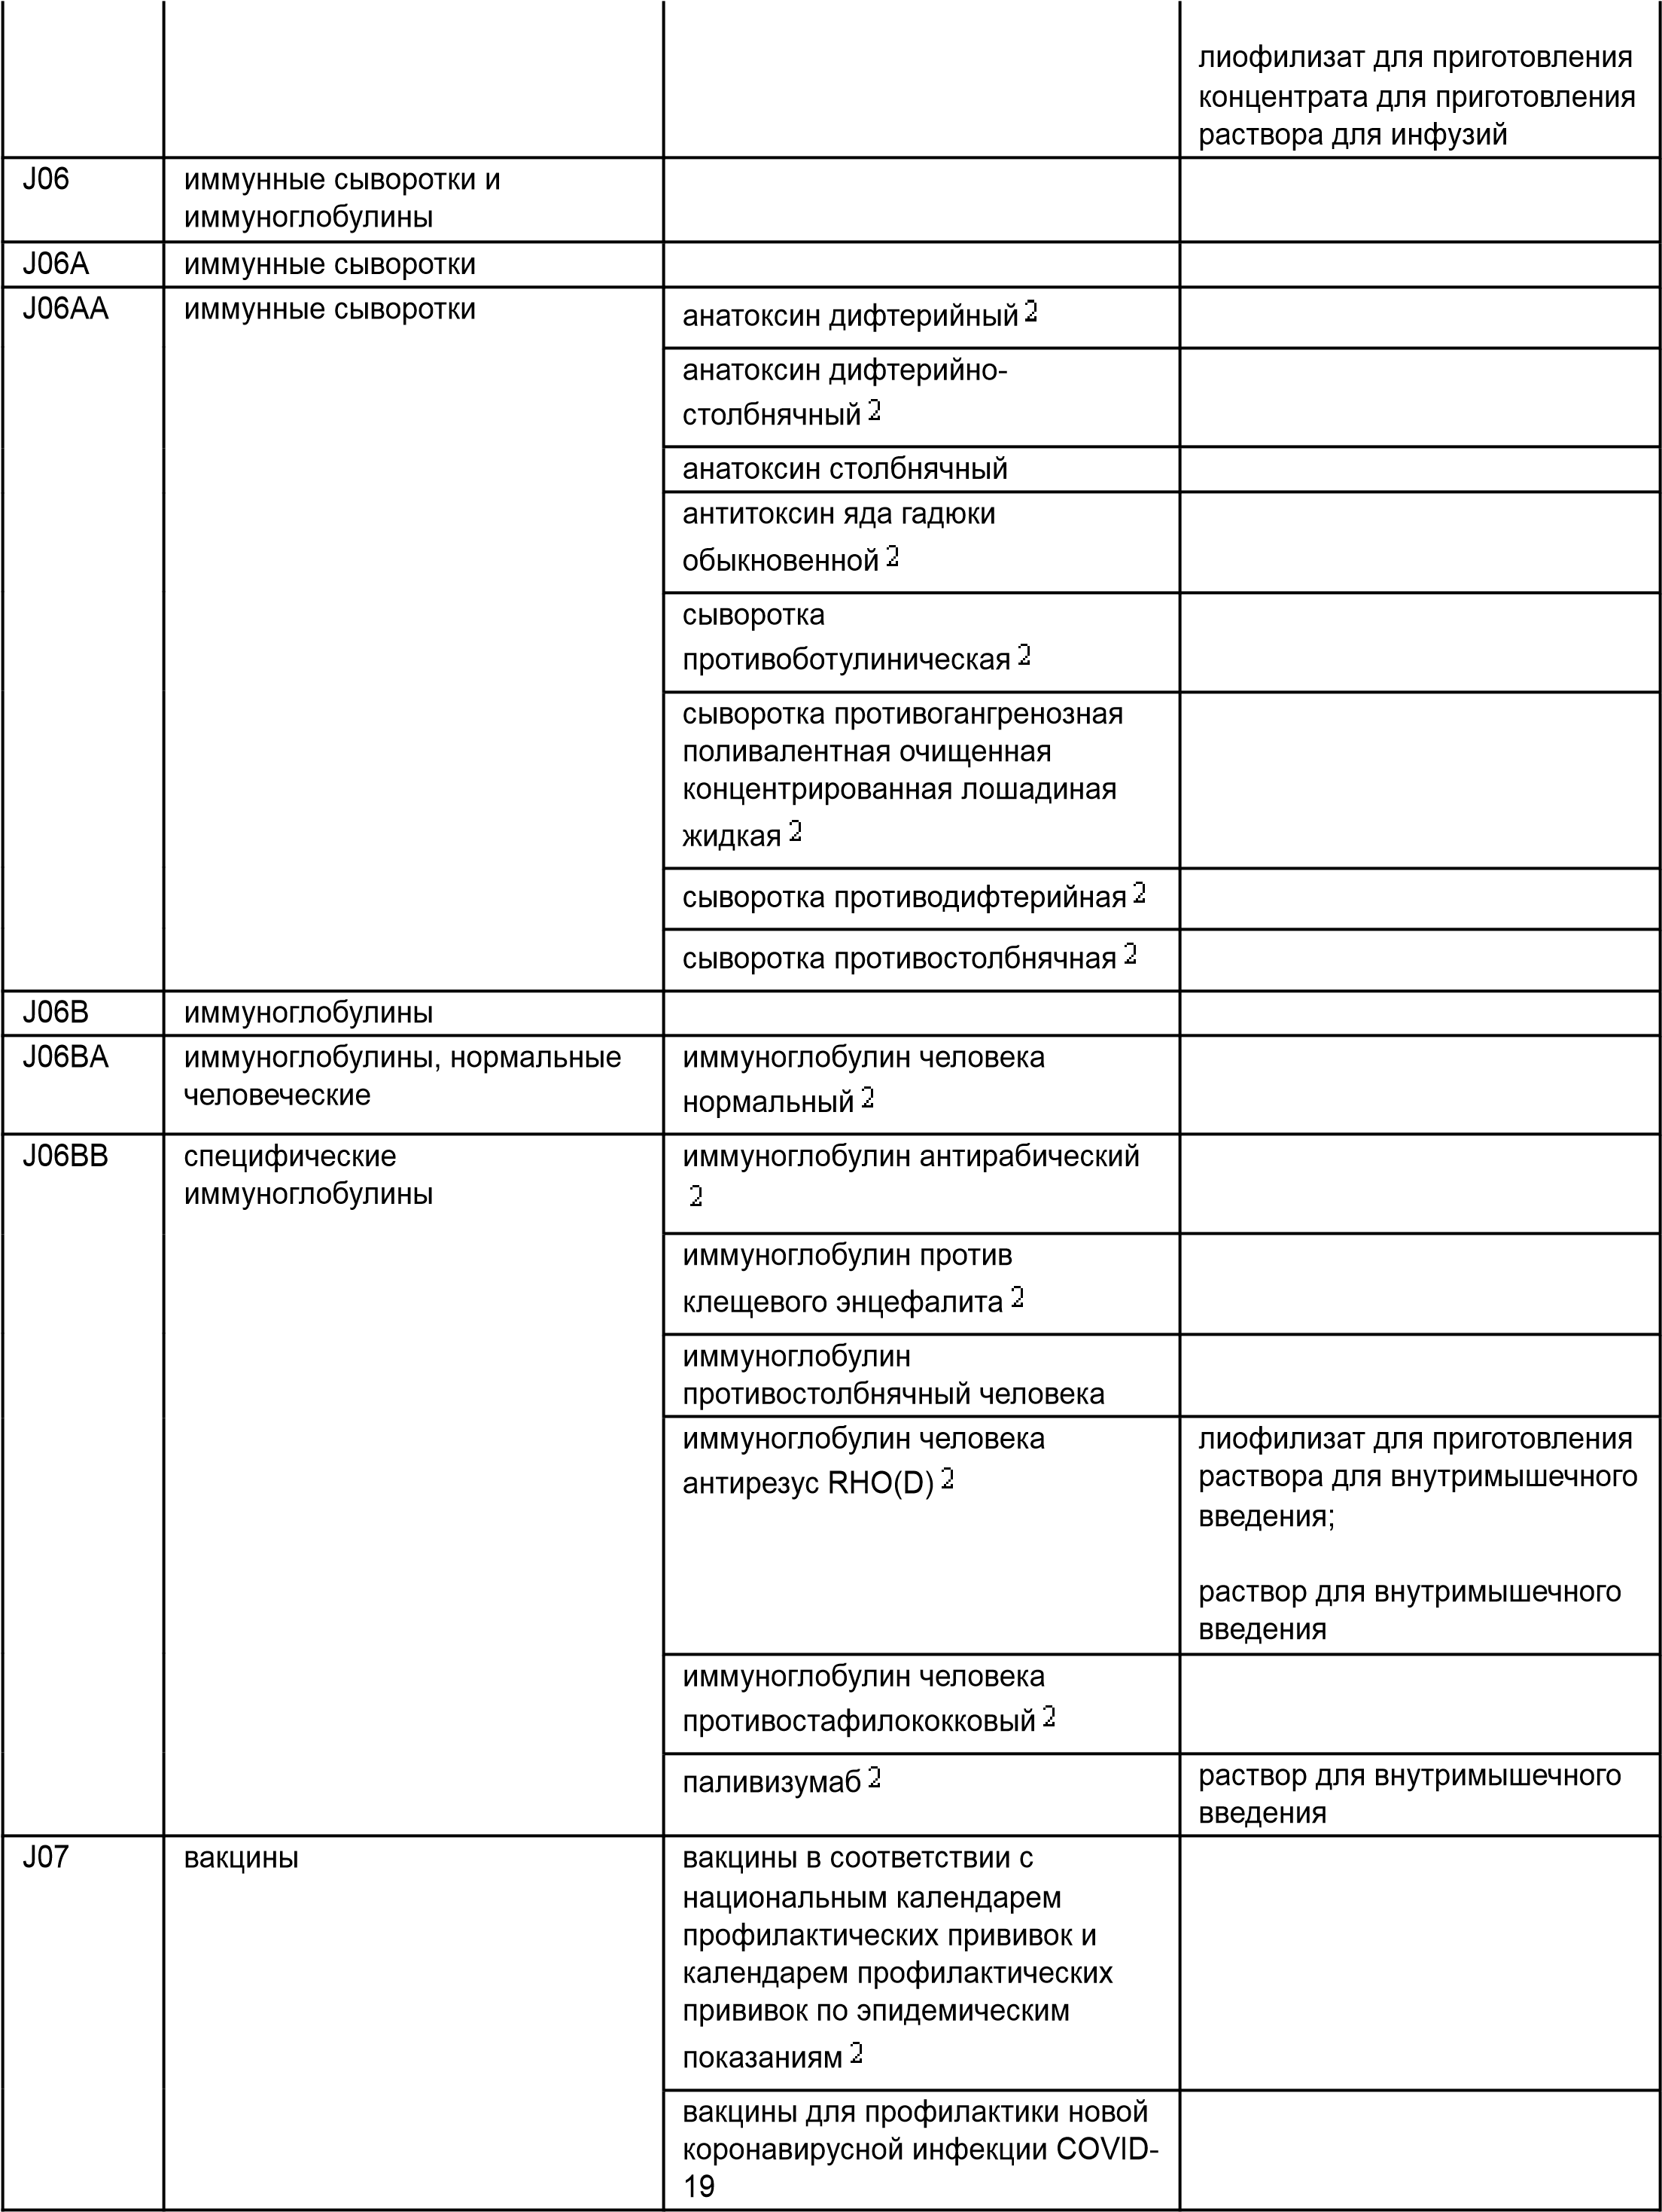 лиофилизат для приготовления
концентрата для приготовления
раствора для инфузий
J06
иммунные сыворотки и
иммуноглобулины
J06A
иммунные сыворотки
J06AA
иммунные сыворотки
анатоксин дифтерийный 2
анатоксин дифтерийно-
столбнячный 2
анатоксин столбнячный
антитоксин яда гадюки
обыкновенной 2
сыворотка
противоботулиническая 2
сыворотка противогангренозная
поливалентная очищенная
концентрированная лошадиная
жидкая 2
сыворотка противодифтерийная 2
сыворотка противостолбнячная 2
J06B
иммуноглобулины
J06BA
иммуноглобулины, нормальные
человеческие
иммуноглобулин человека
нормальный 2
J06BB
специфические
иммуноглобулины
иммуноглобулин антирабический
2
иммуноглобулин против
клещевого энцефалита 2
иммуноглобулин
противостолбнячный человека
иммуноглобулин человека
антирезус RHO(D) 2
лиофилизат для приготовления
раствора для внутримышечного
введения;
раствор для внутримышечного
введения
иммуноглобулин человека
противостафилококковый 2
паливизумаб 2
раствор для внутримышечного
введения
J07
вакцины
вакцины в соответствии с
национальным календарем
профилактических прививок и
календарем профилактических
прививок по эпидемическим
показаниям 2
вакцины для профилактики новой
коронавирусной инфекции COVID-
19